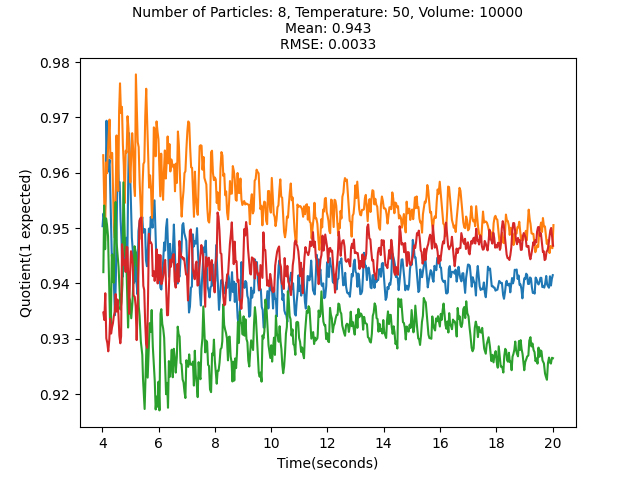 Number of Particles: 8, Temperature: 50, Volume: 10000
Mean: 0.943
RMSE: 0.0033
0.98
0.97
0.96
0.95
0.94
0.93
0.92
Quotient(1 expected)
4 6 8 10 12 14 16 18 20
Time(seconds)